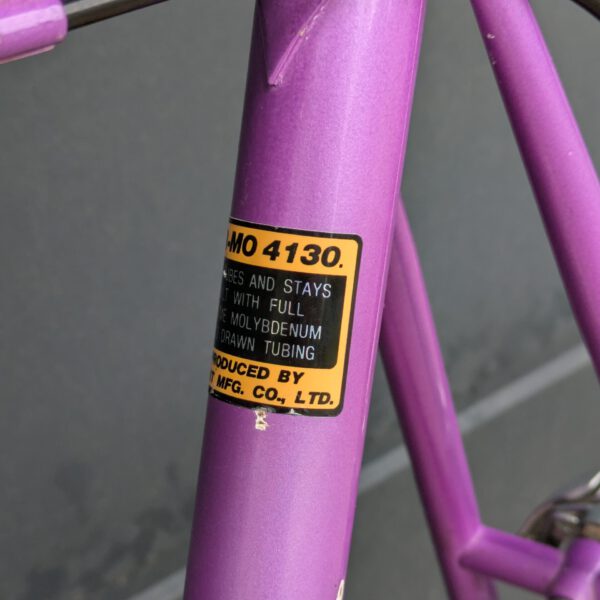 -MO 4130.
BES AND STAYS
T WITH FULL
E MOLYBDENUM
DRAWN TUBING
RODUCED BY
T MFG. CO., LTD.